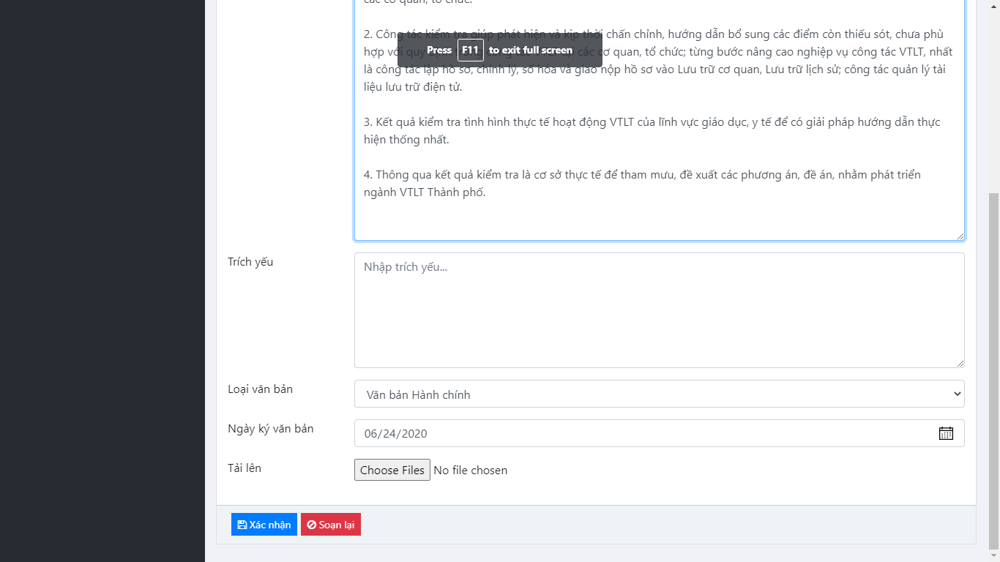 các cơ quan, tổ chức.
2. Công tác kiểm tra giúp phát hiện và kịp thời chấn chỉnh, hướng dẫn bổ sung các điểm còn thiếu sót, chưa phù
Press F11 to exit full screen
hợp với quy định trong công tác VTLT tại các cơ quan, tổ chức; từng bước nâng cao nghiệp vụ công tác VTLT, nhất
là công tác lập hồ sơ, chỉnh lý, số hóa và giao nộp hồ sơ vào Lưu trữ cơ quan, Lưu trữ lịch sử; công tác quản lý tài
liệu lưu trữ điện tử.
3. Kết quả kiểm tra tình hình thực tế hoạt động VTLT của lĩnh vực giáo dục, y tế để có giải pháp hướng dẫn thực
hiện thống nhất.
4. Thông qua kết quả kiểm tra là cơ sở thực tế để tham mưu, đề xuất các phương án, đề án, nhằm phát triển
ngành VTLT Thành phố.
Trích yếu
Nhập trích yếu...
Loại văn bản
Văn bản Hành chính
Ngày ký văn bản
06/24/2020
Tải lên
Choose Files No file chosen
Xác nhận
Soạn lại